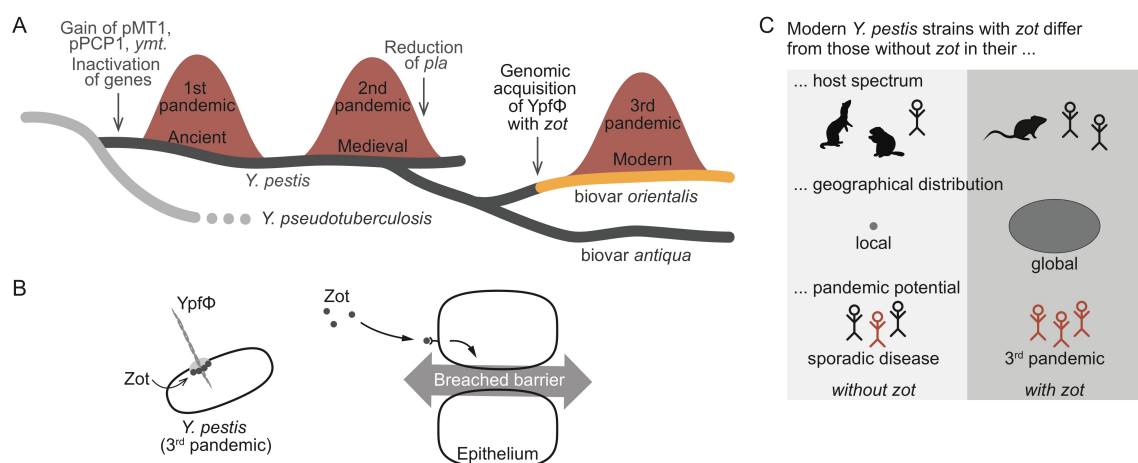 A
Gain of pMT1,
pPCP1, ymt.
Inactivation
of genes
1st
pandemic
Ancient
2nd
pandemic
Medieval
Reduction
of pla
Genomic
acquisition
of YpfΦ
with zot
3rd
pandemic
Modern
Y. pestis
biovar orientalis
Y. pseudotuberculosis
biovar antiqua
B
YpfΦ
Zot
Y. pestis
(3rd pandemic)
Zot
Breached barrier
Epithelium
C
Modern Y. pestis strains with zot differ
from those without zot in their ...
... host spectrum
... geographical distribution
local
global
... pandemic potential
sporadic disease
3rd pandemic
without zot
with zot